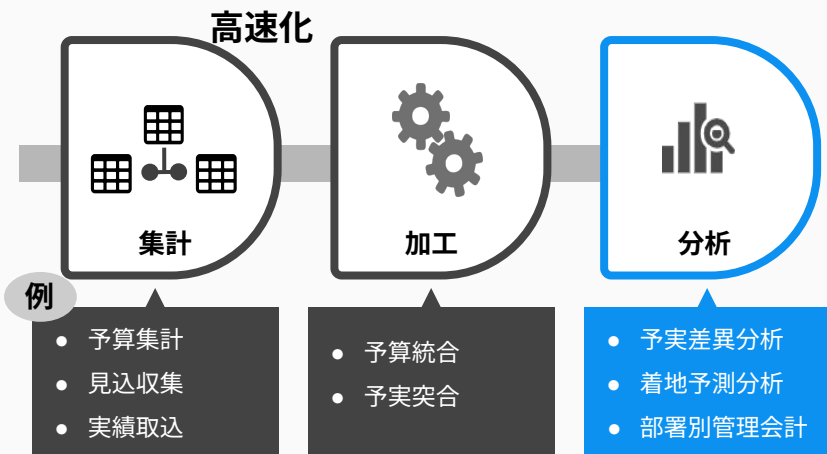 高速化
集計
加工
分析
例
● 予算集計
● 見込収集
● 実績取込
● 予算統合
● 予実突合
● 予実差異分析
● 着地予測分析
● 部署別管理会計